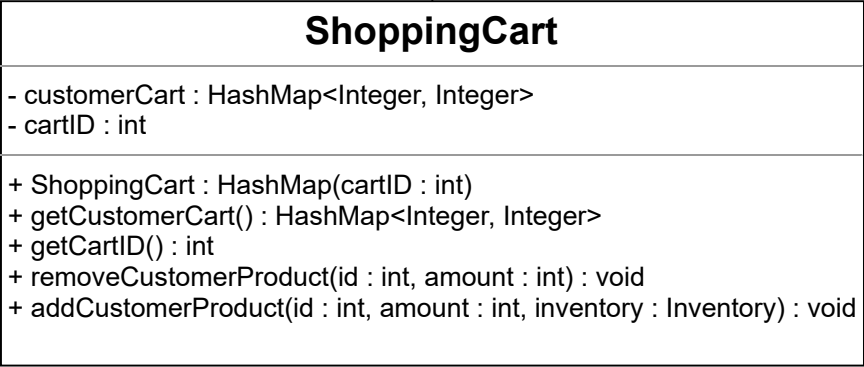 ShoppingCart
- customerCart : HashMap<Integer, Integer>
- cartID : int
+ ShoppingCart : HashMap(cartID : int)
+ getCustomerCart() : HashMap<Integer, Integer>
+ getCartID() : int
+ removeCustomerProduct(id : int, amount : int) : void
+ addCustomerProduct(id : int, amount : int, inventory : Inventory) : void